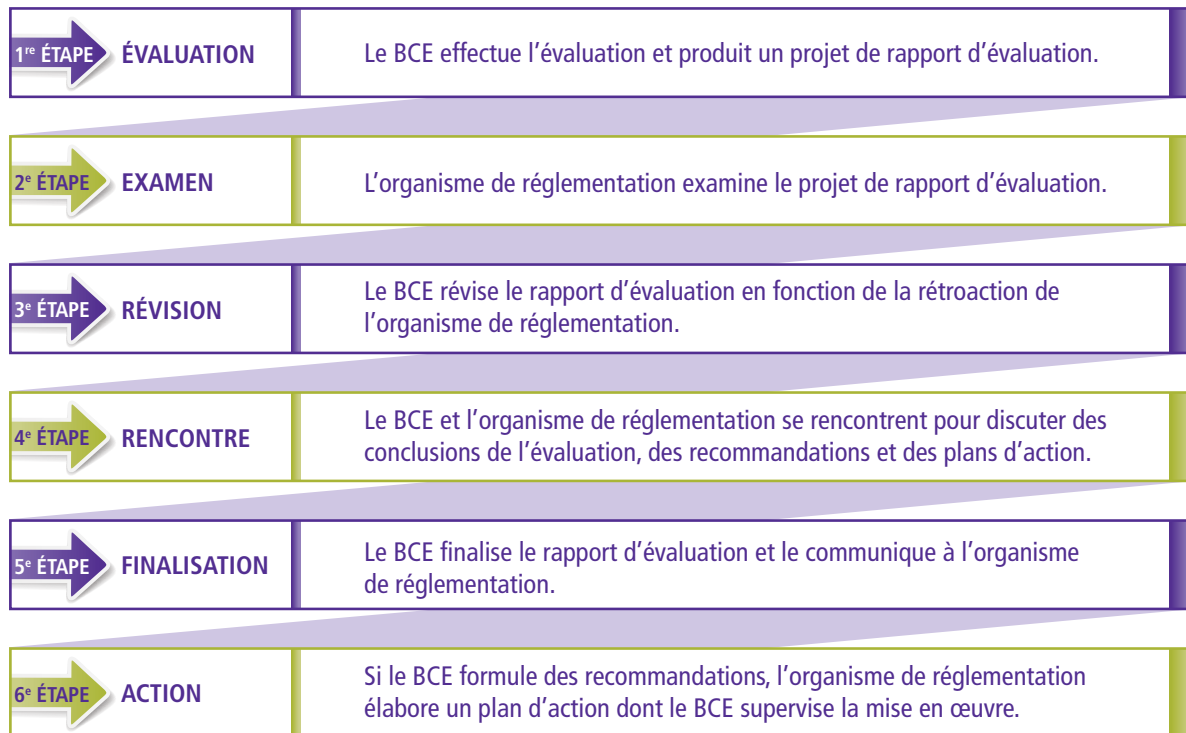 1re ÉTAPE ÉVALUATION
Le BCE effectue l’évaluation et produit un projet de rapport d’évaluation.
2e ÉTAPE EXAMEN
L’organisme de réglementation examine le projet de rapport d’évaluation.
3e ÉTAPE RÉVISION
Le BCE révise le rapport d’évaluation en fonction de la rétroaction de
l’organisme de réglementation.
4e ÉTAPE RENCONTRE
Le BCE et l’organisme de réglementation se rencontrent pour discuter des
conclusions de l’évaluation, des recommandations et des plans d’action.
5e ÉTAPE FINALISATION
Le BCE finalise le rapport d’évaluation et le communique à l’organisme
de réglementation.
6e ÉTAPE ACTION
Si le BCE formule des recommandations, l’organisme de réglementation
élabore un plan d’action dont le BCE supervise la mise en œuvre.